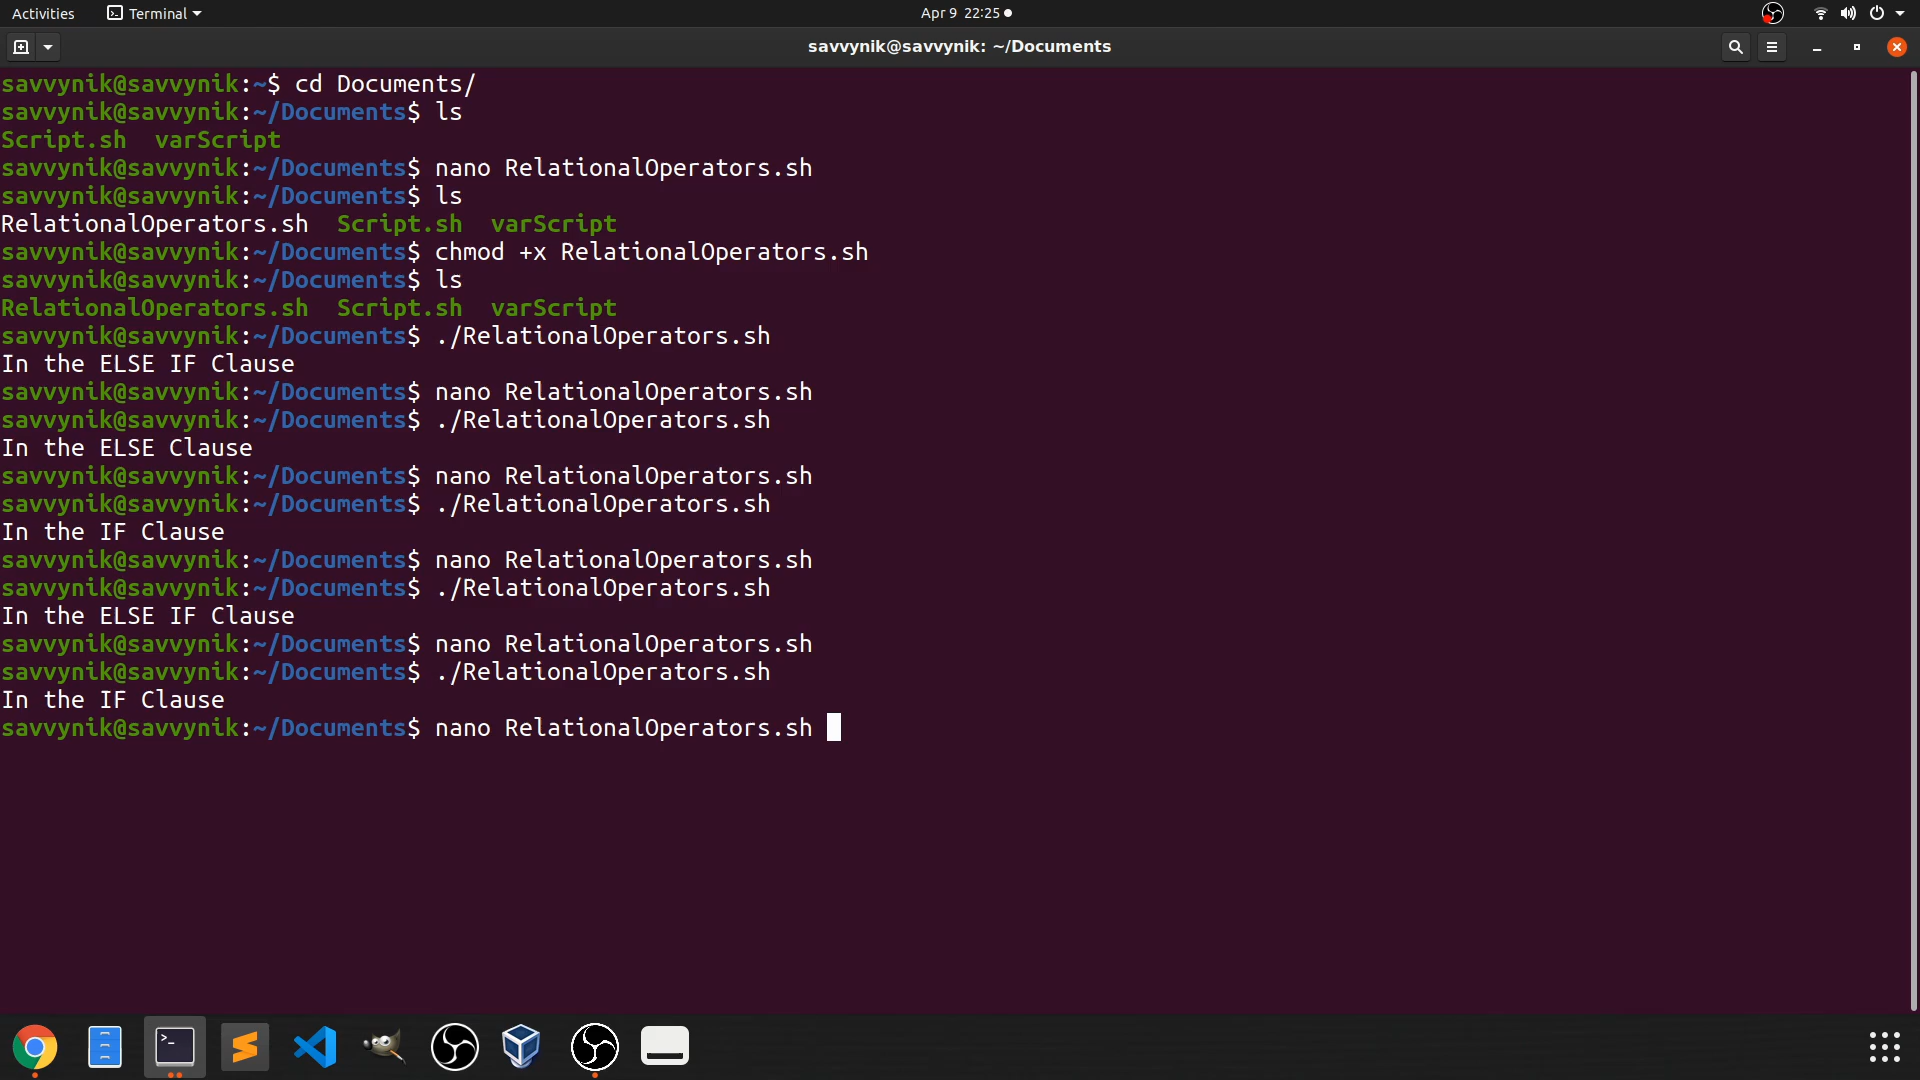 Activities Terminal Apr 9 22:25
savvynik@savvynik: ~/Documents
savvynik@savvynik:~$ cd Documents/
savvynik@savvynik:~/Documents$ ls
Script.sh  varScript
savvynik@savvynik:~/Documents$ nano RelationalOperators.sh
savvynik@savvynik:~/Documents$ ls
RelationalOperators.sh  Script.sh  varScript
savvynik@savvynik:~/Documents$ chmod +x RelationalOperators.sh
savvynik@savvynik:~/Documents$ ls
RelationalOperators.sh  Script.sh  varScript
savvynik@savvynik:~/Documents$ ./RelationalOperators.sh
In the ELSE IF Clause
savvynik@savvynik:~/Documents$ nano RelationalOperators.sh
savvynik@savvynik:~/Documents$ ./RelationalOperators.sh
In the ELSE Clause
savvynik@savvynik:~/Documents$ nano RelationalOperators.sh
savvynik@savvynik:~/Documents$ ./RelationalOperators.sh
In the IF Clause
savvynik@savvynik:~/Documents$ nano RelationalOperators.sh
savvynik@savvynik:~/Documents$ ./RelationalOperators.sh
In the ELSE IF Clause
savvynik@savvynik:~/Documents$ nano RelationalOperators.sh
savvynik@savvynik:~/Documents$ ./RelationalOperators.sh
In the IF Clause
savvynik@savvynik:~/Documents$ nano RelationalOperators.sh